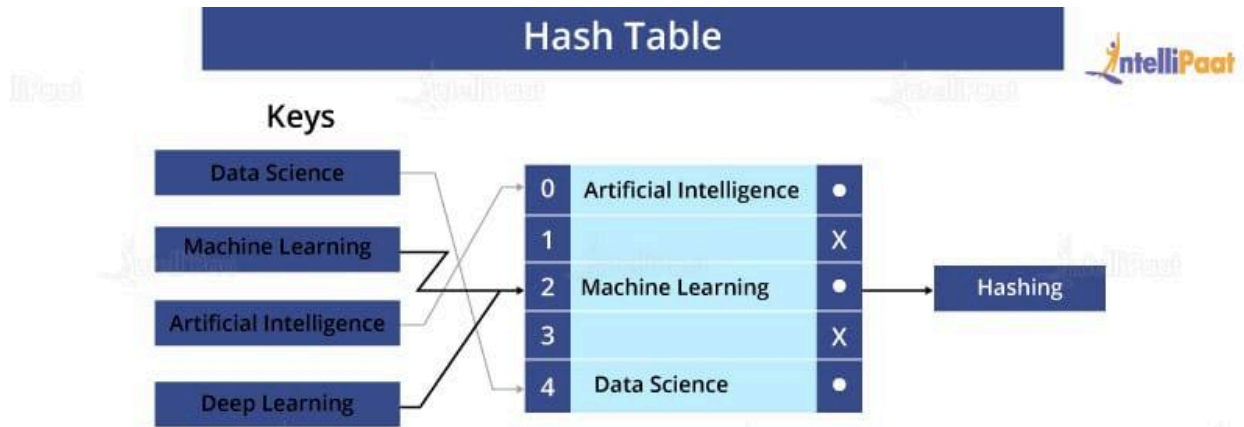 Hash Table
IntelliPaat
Keys
Data Science
Machine Learning
Artificial Intelligence
Deep Learning
0 Artificial Intelligence
1 X
2 Machine Learning
3 X
4 Data Science
Hashing